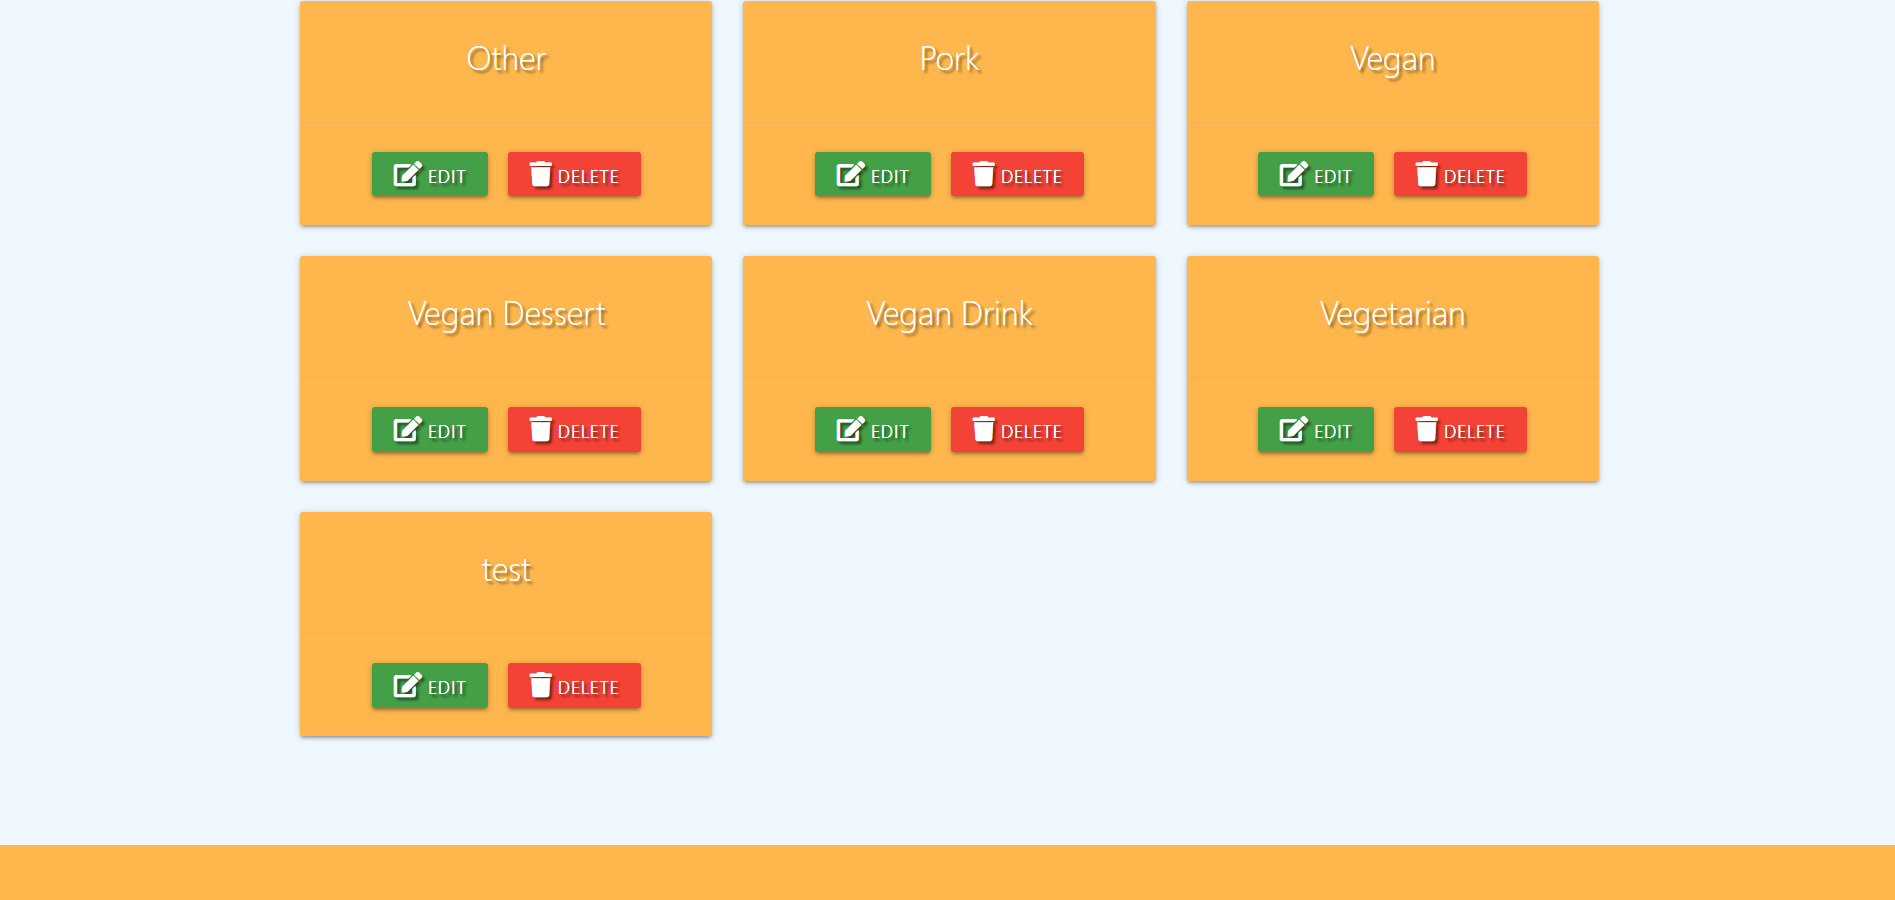 Other
Pork
Vegan
EDIT DELETE
EDIT DELETE
EDIT DELETE
Vegan Dessert
Vegan Drink
Vegetarian
EDIT DELETE
EDIT DELETE
EDIT DELETE
test
EDIT DELETE